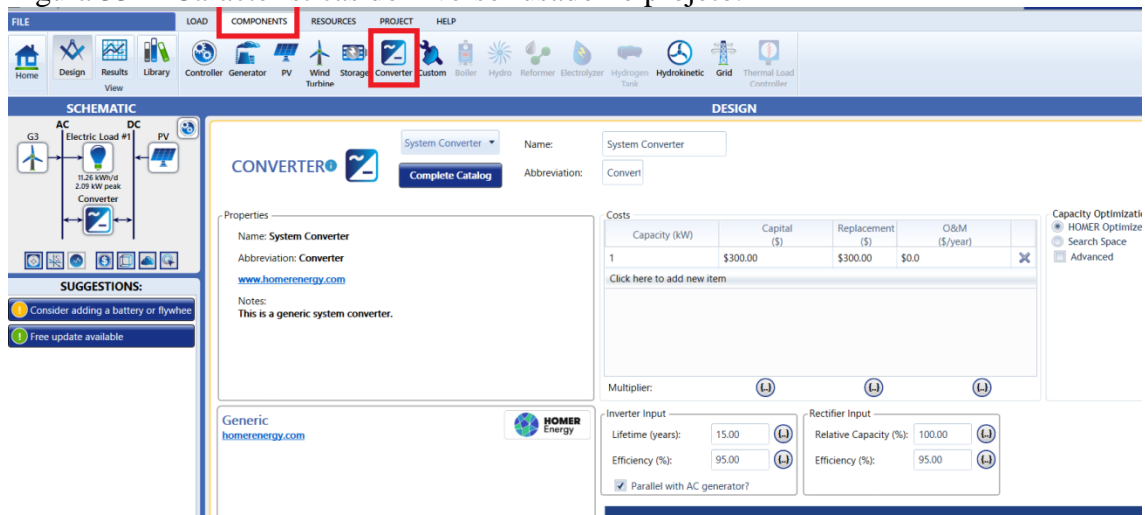 FILE
LOAD COMPONENTS RESOURCES PROJECT HELP
Home Design Results Library Controller Generator PV Wind Turbine Storage Converter Custom Boiler Hydro Reformer Electrolyzer Hydrogen Tank Hydrokinetic Grid Thermal Load Controller
View
SCHEMATIC
DESIGN
AC DC
G3 Electric Load #1 PV
11.26 kWh/d
2.09 kW peak
Converter
SUGGESTIONS:
Consider adding a battery or flywhee
Free update available
CONVERTER
System Converter
Complete Catalog
Name: System Converter
Abbreviation: Convert
Properties
Name: System Converter
Abbreviation: Converter
www.homerenergy.com
Notes:
This is a generic system converter.
Generic
homerenergy.com
HOMER
Energy
Costs
Capacity (kW) Capital ($) Replacement ($) O&M ($/year)
1 $300.00 $300.00 $0.0
Click here to add new item
Multiplier: (..) (..) (..)
Capacity Optimizati
HOMER Optimize
Search Space
Advanced
Inverter Input
Lifetime (years): 15.00 (..)
Efficiency (%): 95.00 (..)
Parallel with AC generator?
Rectifier Input
Relative Capacity (%): 100.00 (..)
Efficiency (%): 95.00 (..)